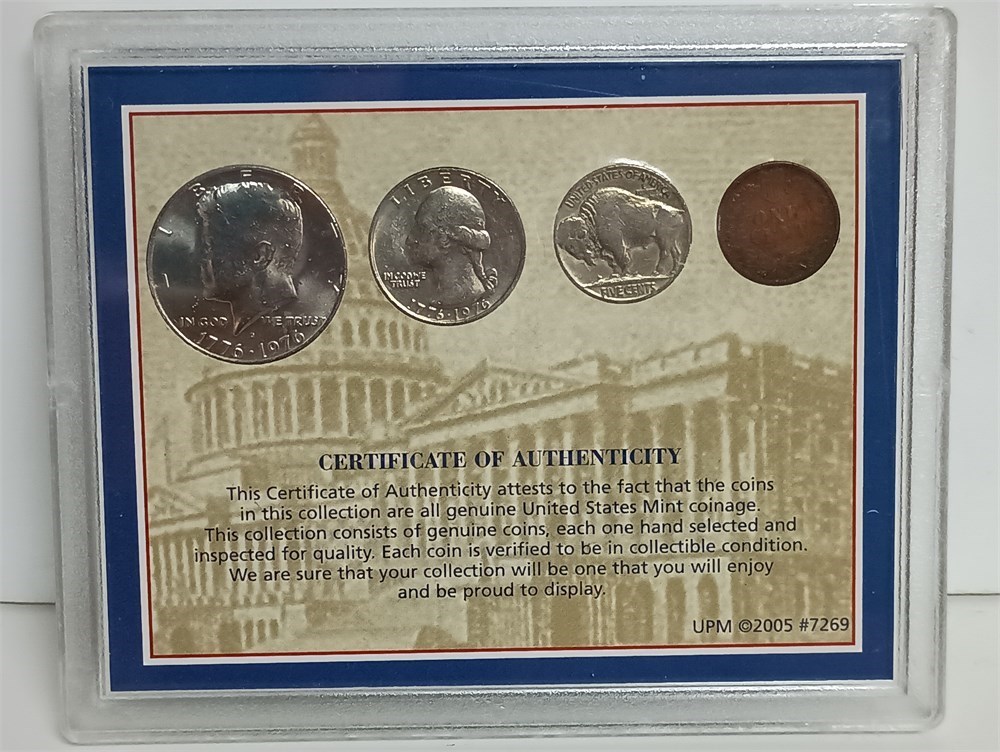 LIBERTY
IN GOD WE TRUST
1776·1976
LIBERTY
IN GOD WE
TRUST
1776·1976
UNITED STATES OF AMERICA
FIVE CENTS
ONE
CERTIFICATE OF AUTHENTICITY
This Certificate of Authenticity attests to the fact that the coins
in this collection are all genuine United States Mint coinage.
This collection consists of genuine coins, each one hand selected and
inspected for quality. Each coin is verified to be in collectible condition.
We are sure that your collection will be one that you will enjoy
and be proud to display.
UPM ©2005 #7269